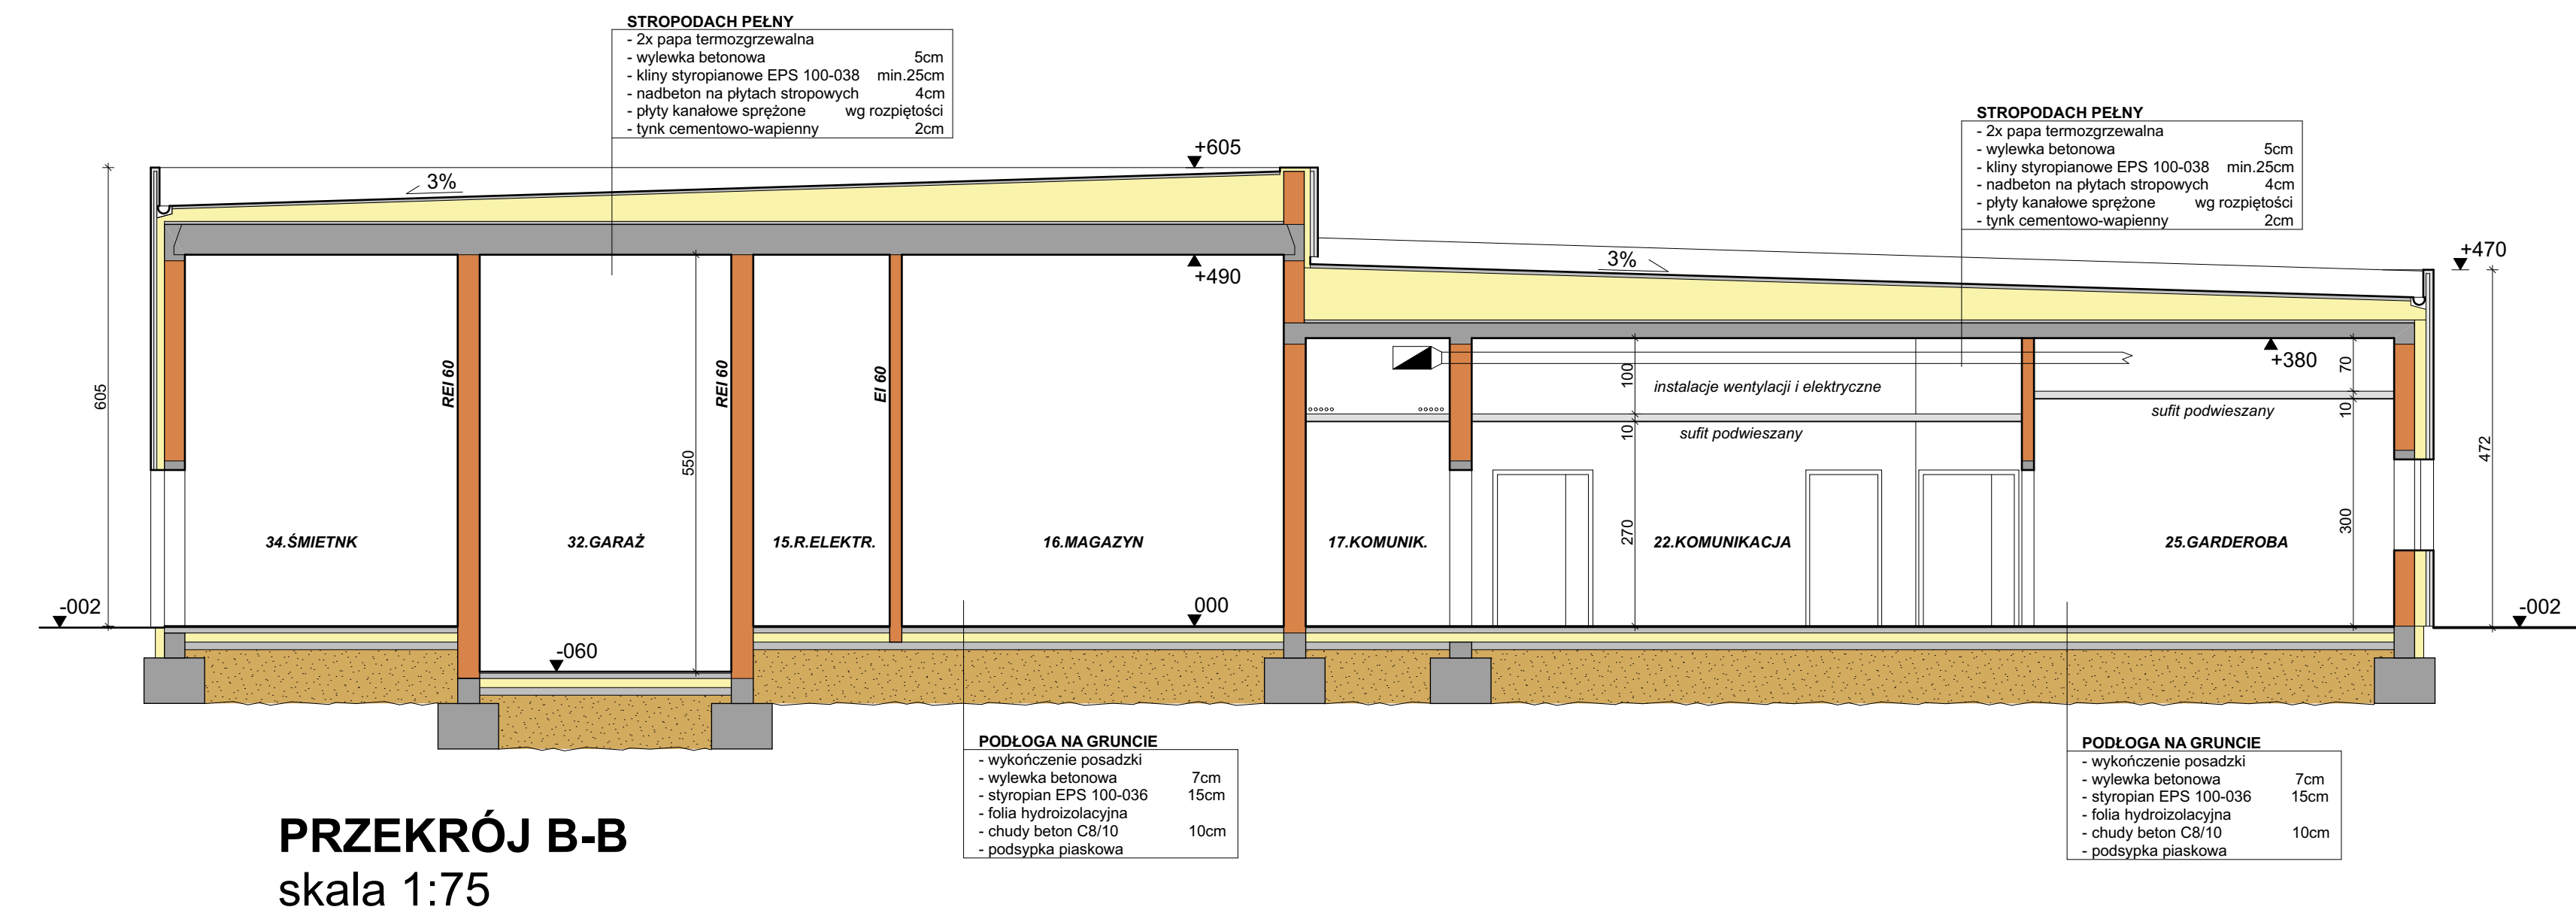 STROPODACH PEŁNY
- 2x papa termozgrzewalna
- wylewka betonowa 5cm
- kliny styropianowe EPS 100-038 min.25cm
- nadbeton na płytach stropowych 4cm
- płyty kanałowe sprężone wg rozpiętości
- tynk cementowo-wapienny 2cm
STROPODACH PEŁNY
- 2x papa termozgrzewalna
- wylewka betonowa 5cm
- kliny styropianowe EPS 100-038 min.25cm
- nadbeton na płytach stropowych 4cm
- płyty kanałowe sprężone wg rozpiętości
- tynk cementowo-wapienny 2cm
+605
3%
+490
3%
+470
+380
605
REI 60
550
REI 60
EI 60
100
10
270
instalacje wentylacji i elektryczne
sufit podwieszany
70
10
300
sufit podwieszany
472
34.ŚMIETNK
32.GARAŻ
15.R.ELEKTR.
16.MAGAZYN
17.KOMUNIK.
22.KOMUNIKACJA
25.GARDEROBA
-002
000
-002
-060
PODŁOGA NA GRUNCIE
- wykończenie posadzki
- wylewka betonowa 7cm
- styropian EPS 100-036 15cm
- folia hydroizolacyjna
- chudy beton C8/10 10cm
- podsypka piaskowa
PODŁOGA NA GRUNCIE
- wykończenie posadzki
- wylewka betonowa 7cm
- styropian EPS 100-036 15cm
- folia hydroizolacyjna
- chudy beton C8/10 10cm
- podsypka piaskowa
PRZEKRÓJ B-B
skala 1:75